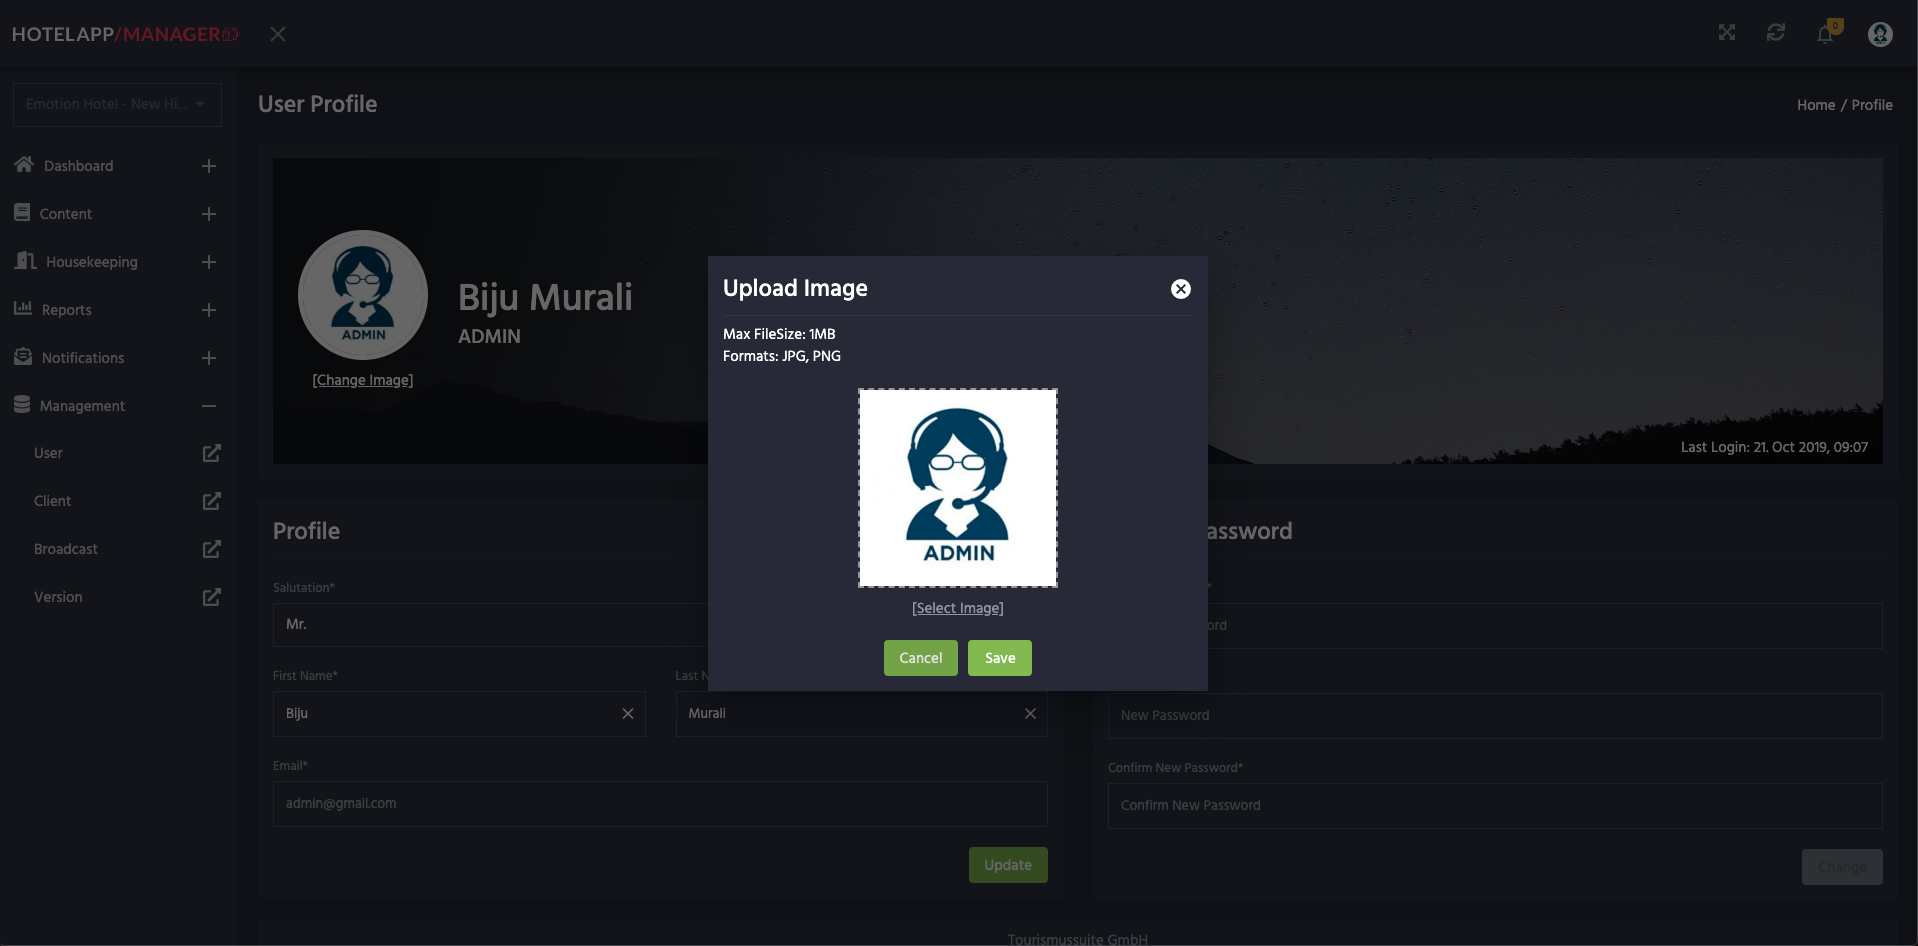 HOTELAPP/MANAGER
0
Emotion Hotel - New Hi...
User Profile
Home / Profile
Dashboard
Content
Housekeeping
Reports
Notifications
Management
User
Client
Broadcast
Version
ADMIN
[Change Image]
Biju Murali
ADMIN
Last Login: 21. Oct 2019, 09:07
Upload Image
Max FileSize: 1MB
Formats: JPG, PNG
ADMIN
[Select Image]
Cancel
Save
Profile
Salutation*
Mr.
First Name*
Last N
Biju
Murali
Email*
admin@gmail.com
Update
assword
*
ord
New Password
Confirm New Password*
Confirm New Password
Change
Tourismussuite GmbH